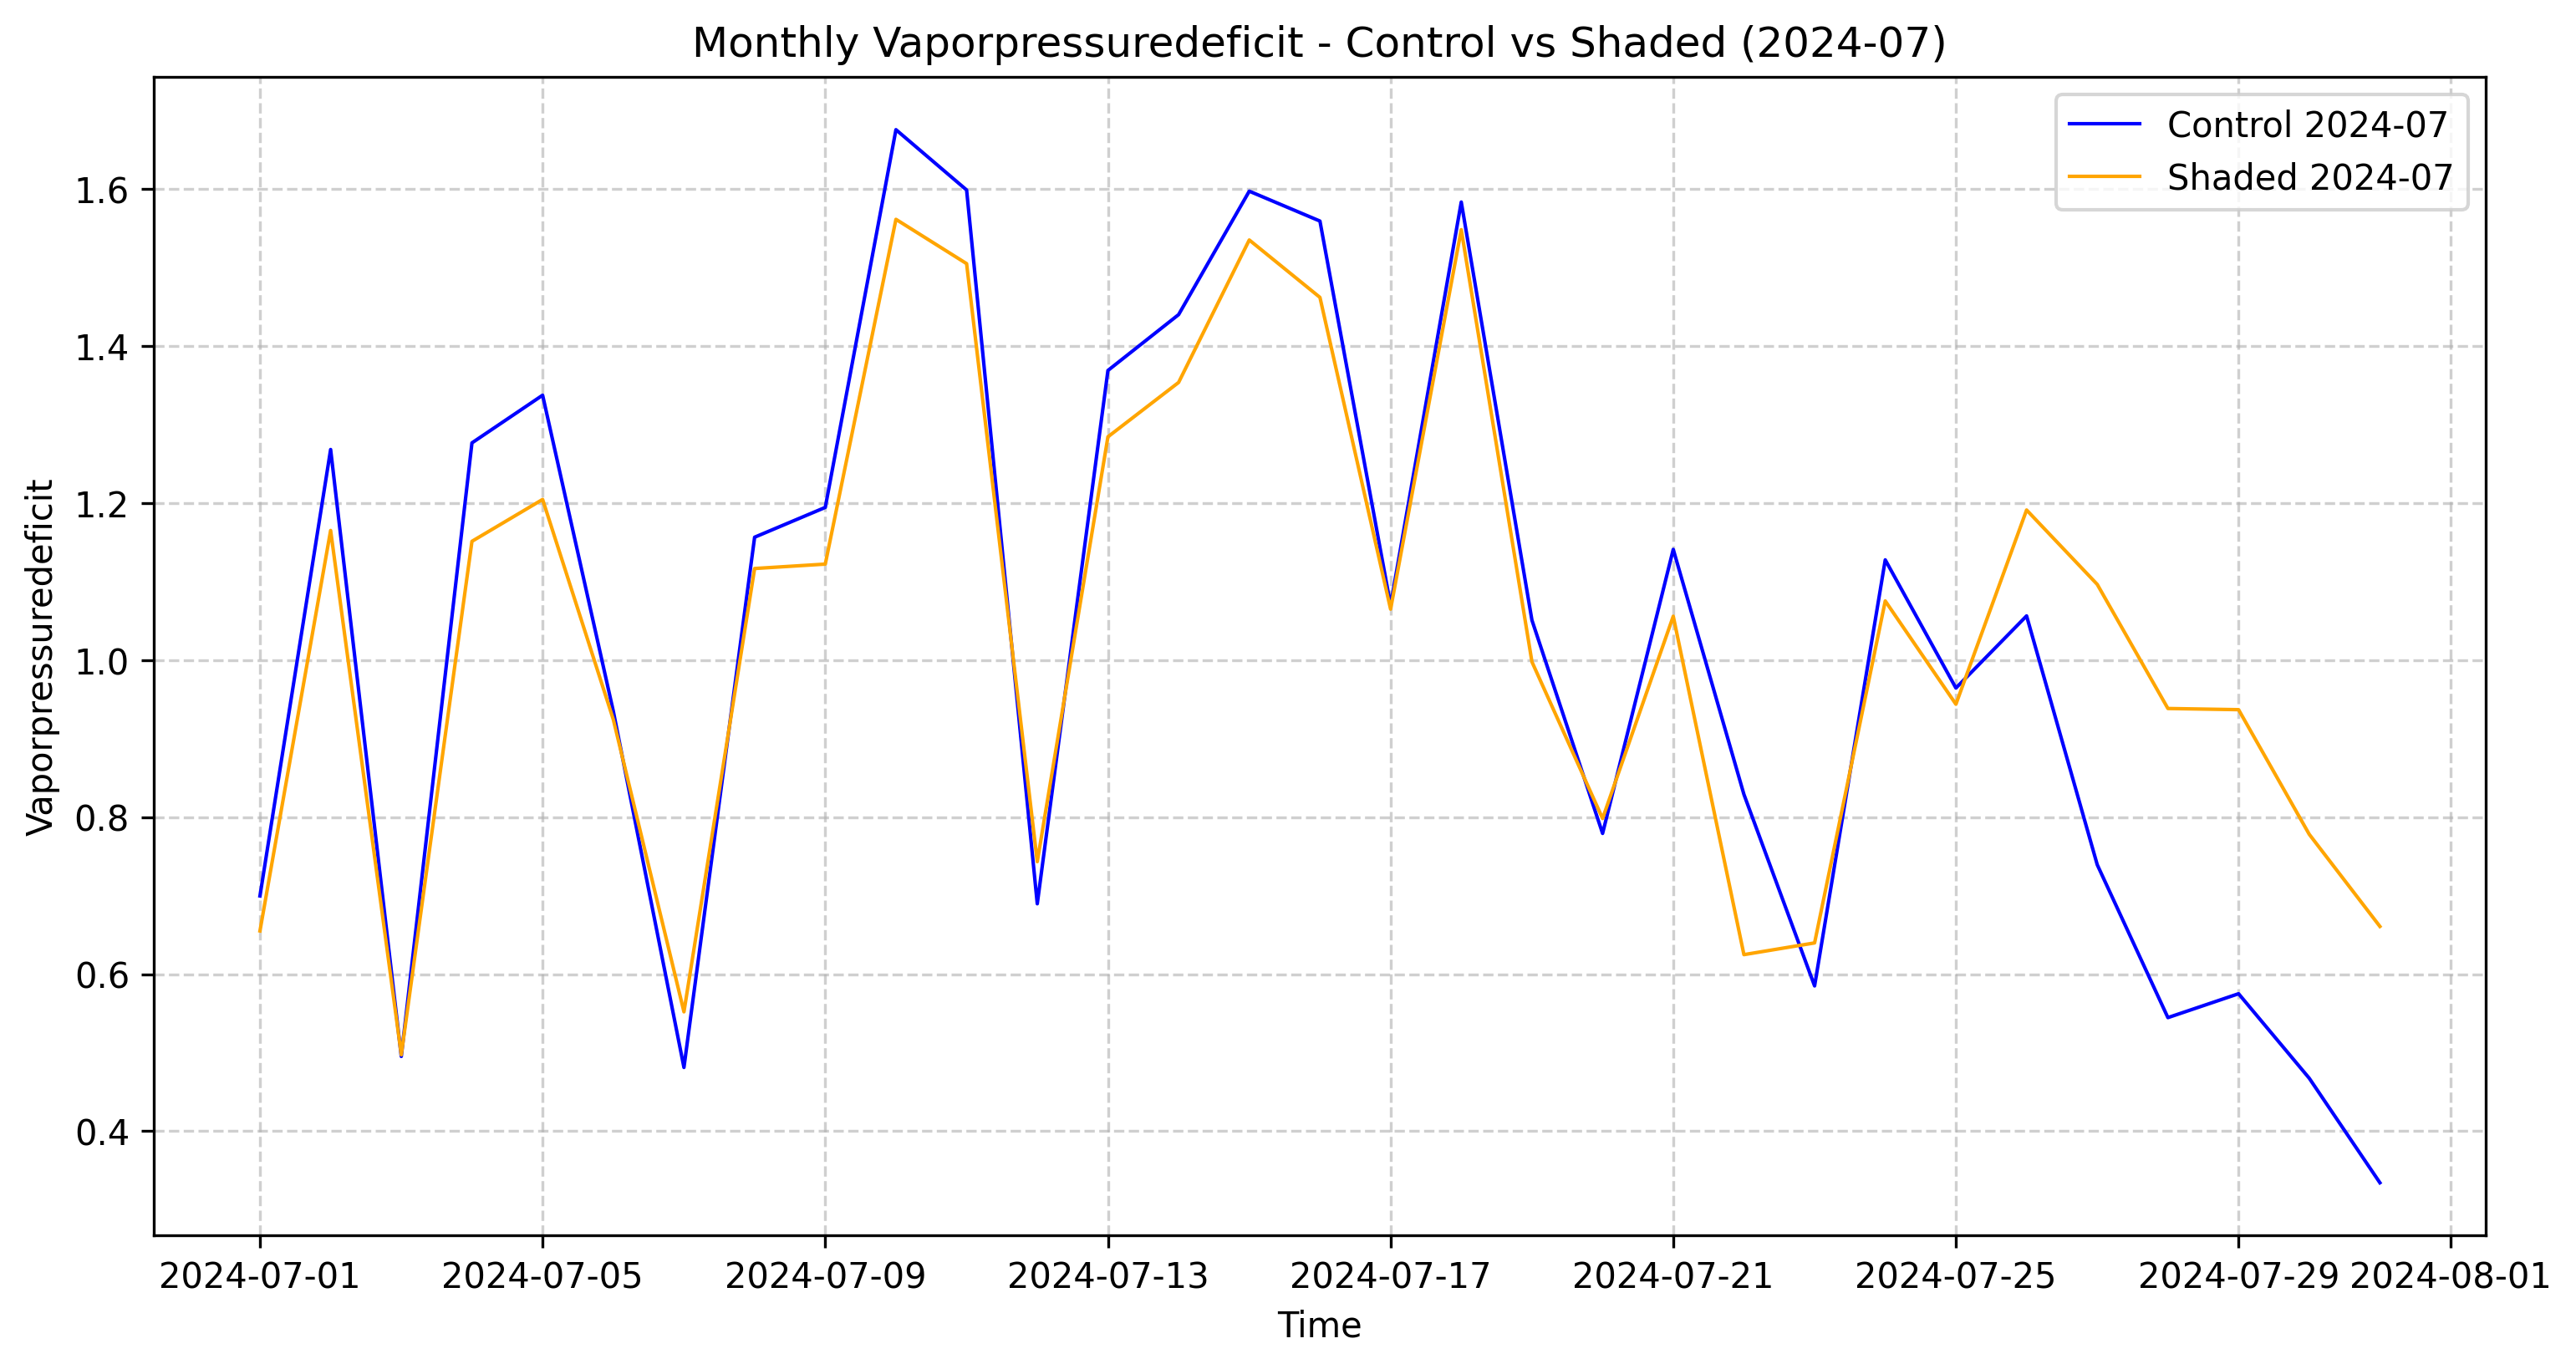 Monthly Vaporpressuredeficit - Control vs Shaded (2024-07)
Control 2024-07
Shaded 2024-07
Vaporpressuredeficit
1.6
1.4
1.2
1.0
0.8
0.6
0.4
2024-07-01 2024-07-05 2024-07-09 2024-07-13 2024-07-17 2024-07-21 2024-07-25 2024-07-29 2024-08-01
Time